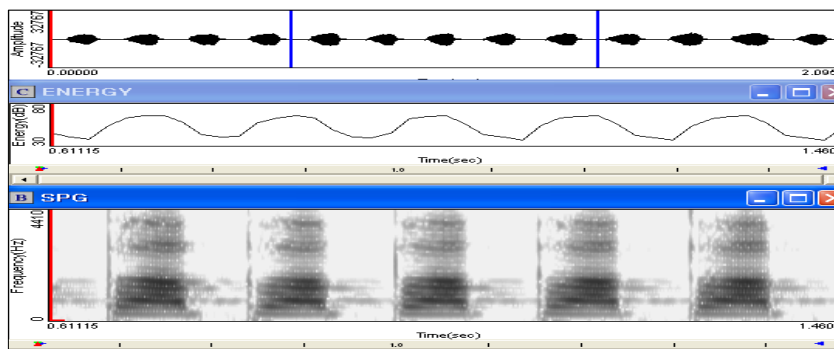 Amplitude
-32767 32767
0.00000 2.095
C ENERGY
Energy(dB)
30 80
0.61115 1.460
Time(sec)
1.0
B SPG
Frequency(Hz)
0 4410
0.61115 1.460
Time(sec)
1.0